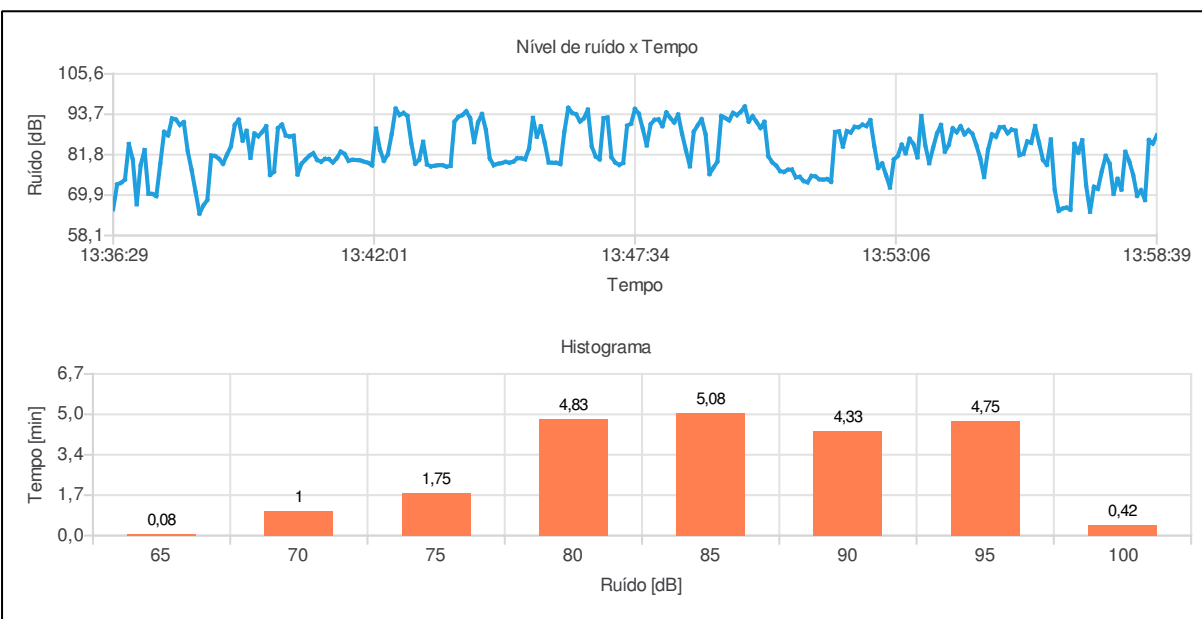 Nível de ruído x Tempo
Ruído [dB]
105,6
93,7
81,8
69,9
58,1
13:36:29 13:42:01 13:47:34 13:53:06 13:58:39
Tempo
Histograma
Tempo [min]
6,7
5,0
3,4
1,7
0,0
0,08 1 1,75 4,83 5,08 4,33 4,75 0,42
65 70 75 80 85 90 95 100
Ruído [dB]